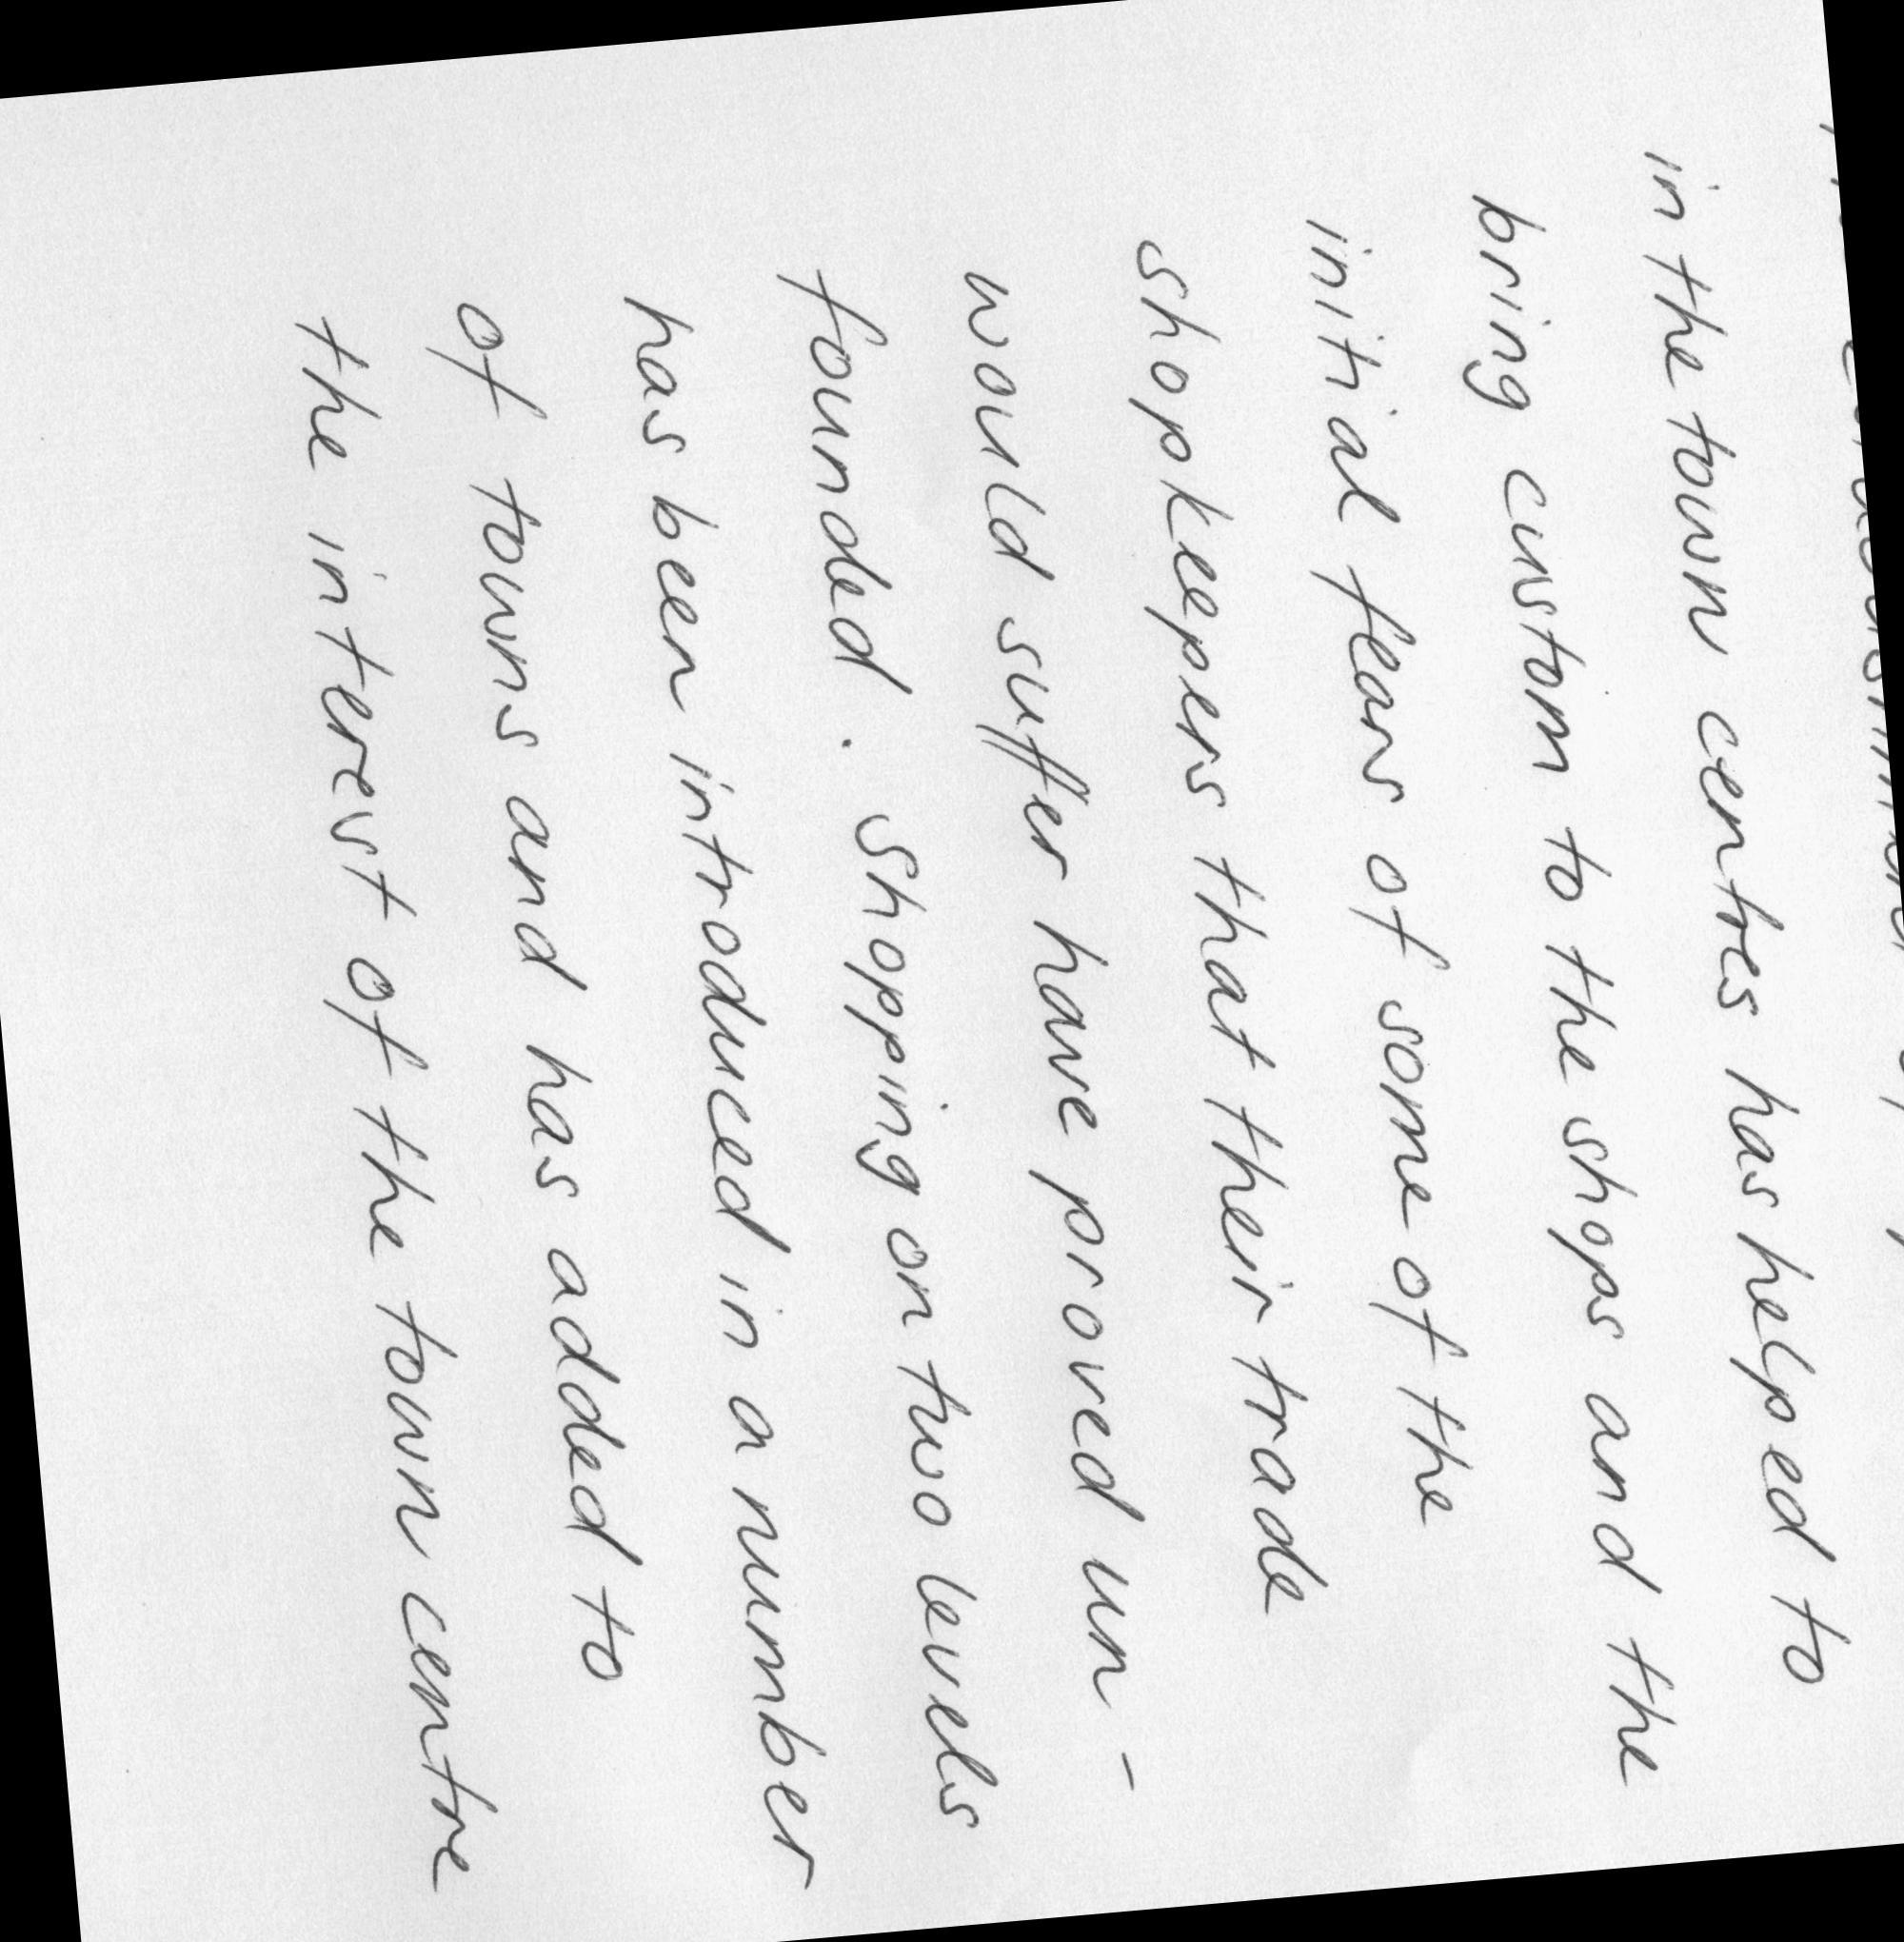 in the town centres has helped to
bring custom to the shops and the
initial fears of some of the
shopkeepers that their trade
would suffer have proved un-
founded. Shopping on two levels
has been introduced in a number
of towns and has added to
the interest of the town centre